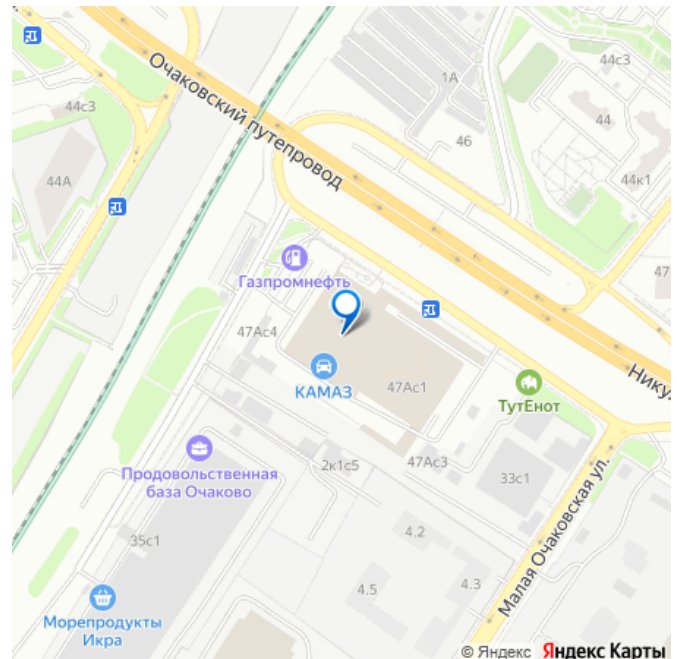 44с3
44с3
1А
Очаковский путепровод
44
46
44А
44к1
Газпромнефть
47
47Ас4
КАМАЗ
47Ас1
Нику
ТутЕнот
Продовольственная
база Очаково
2к1с5
47Ас3
33с1
Малая Очаковская ул.
35с1
4.2
4.5
4.3
Морепродукты
Икра
© Яндекс Яндекс Карты